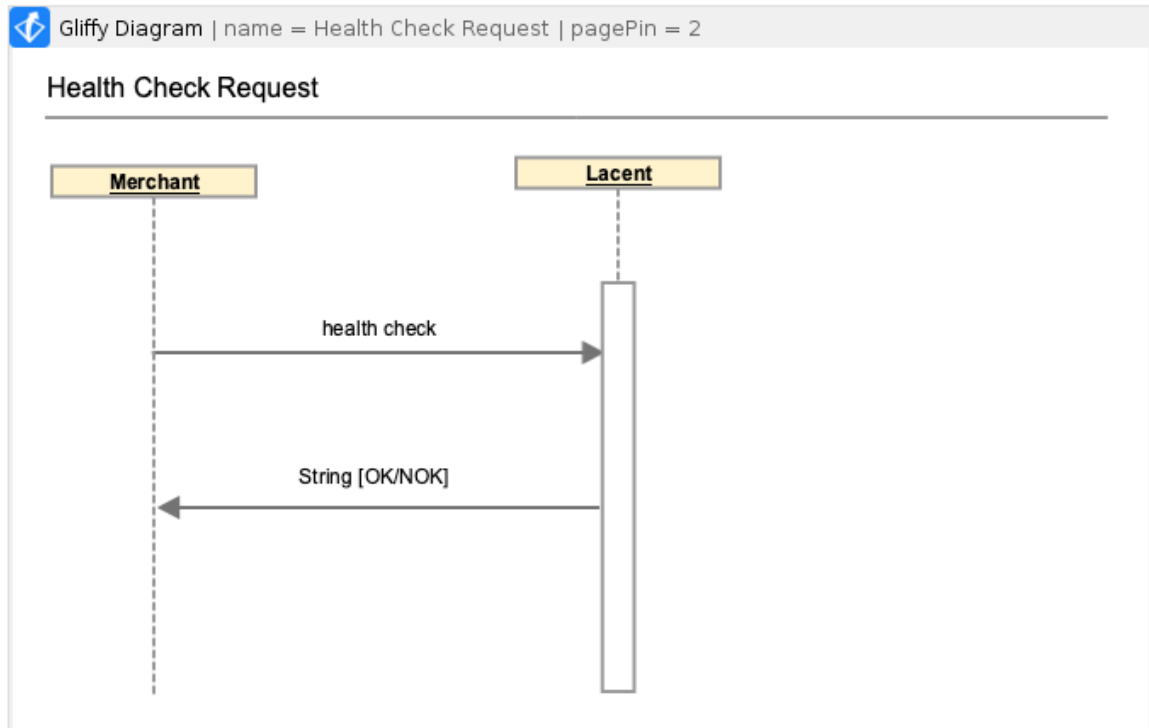 Gliffy Diagram | name = Health Check Request | pagePin = 2
Health Check Request
Merchant
Lacent
health check
String [OK/NOK]